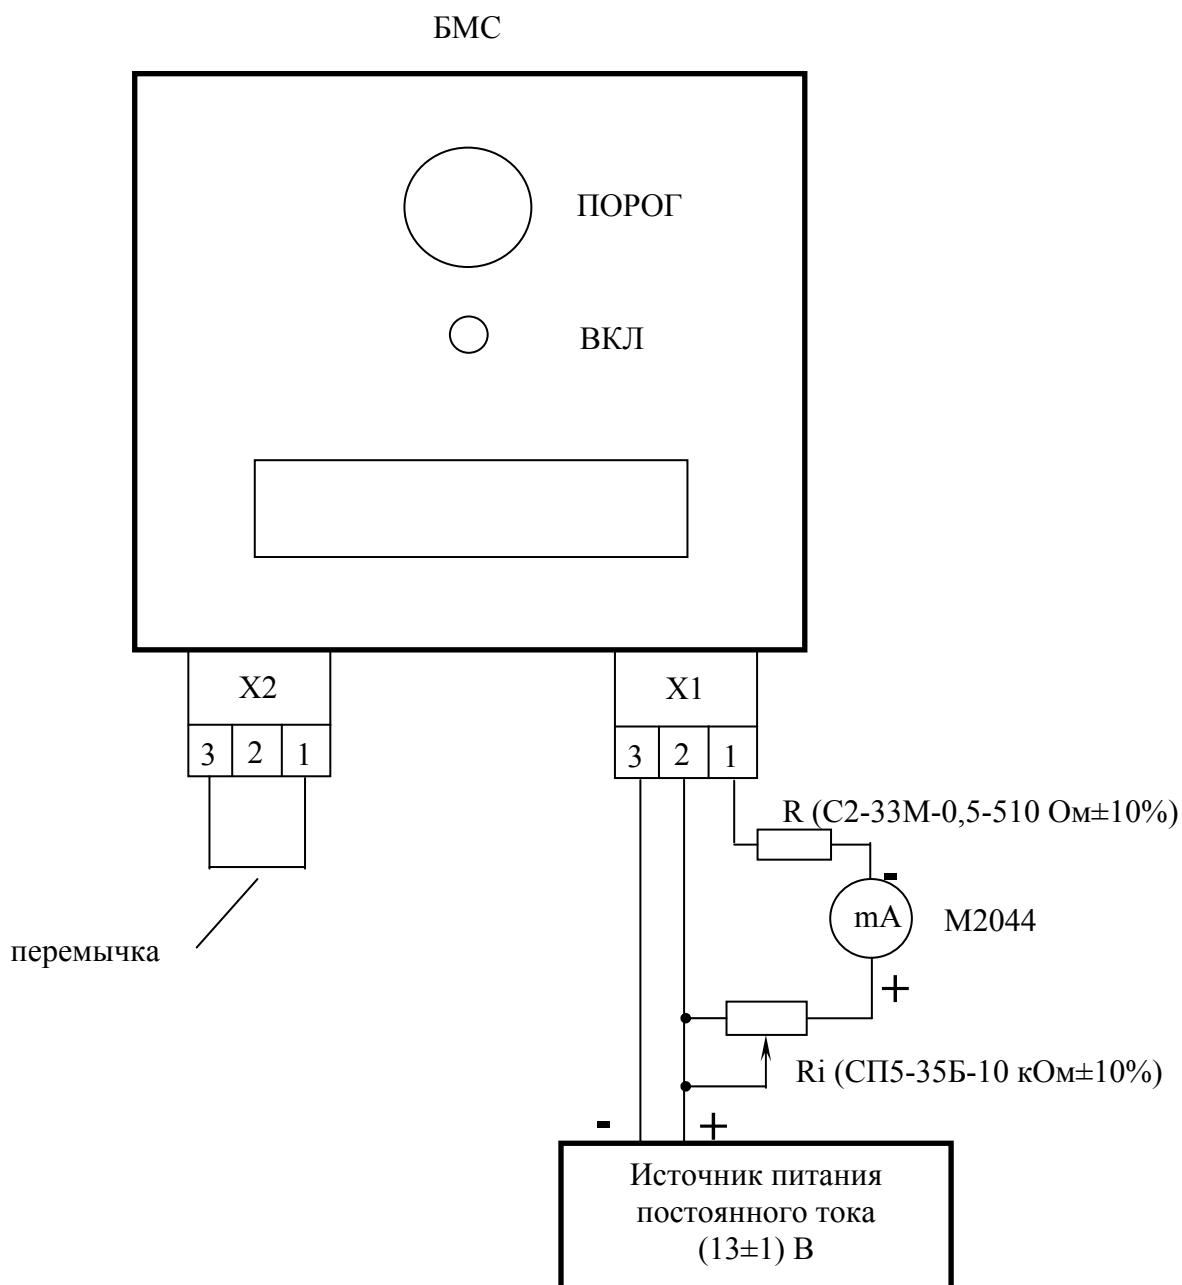 БМС
ПОРОГ
ВКЛ
X2
X1
3 2 1
3 2 1
R (С2-33М-0,5-510 Ом±10%)
-
mA
М2044
перемычка
+
Ri (СП5-35Б-10 кОм±10%)
- +
Источник питания
постоянного тока
(13±1) В